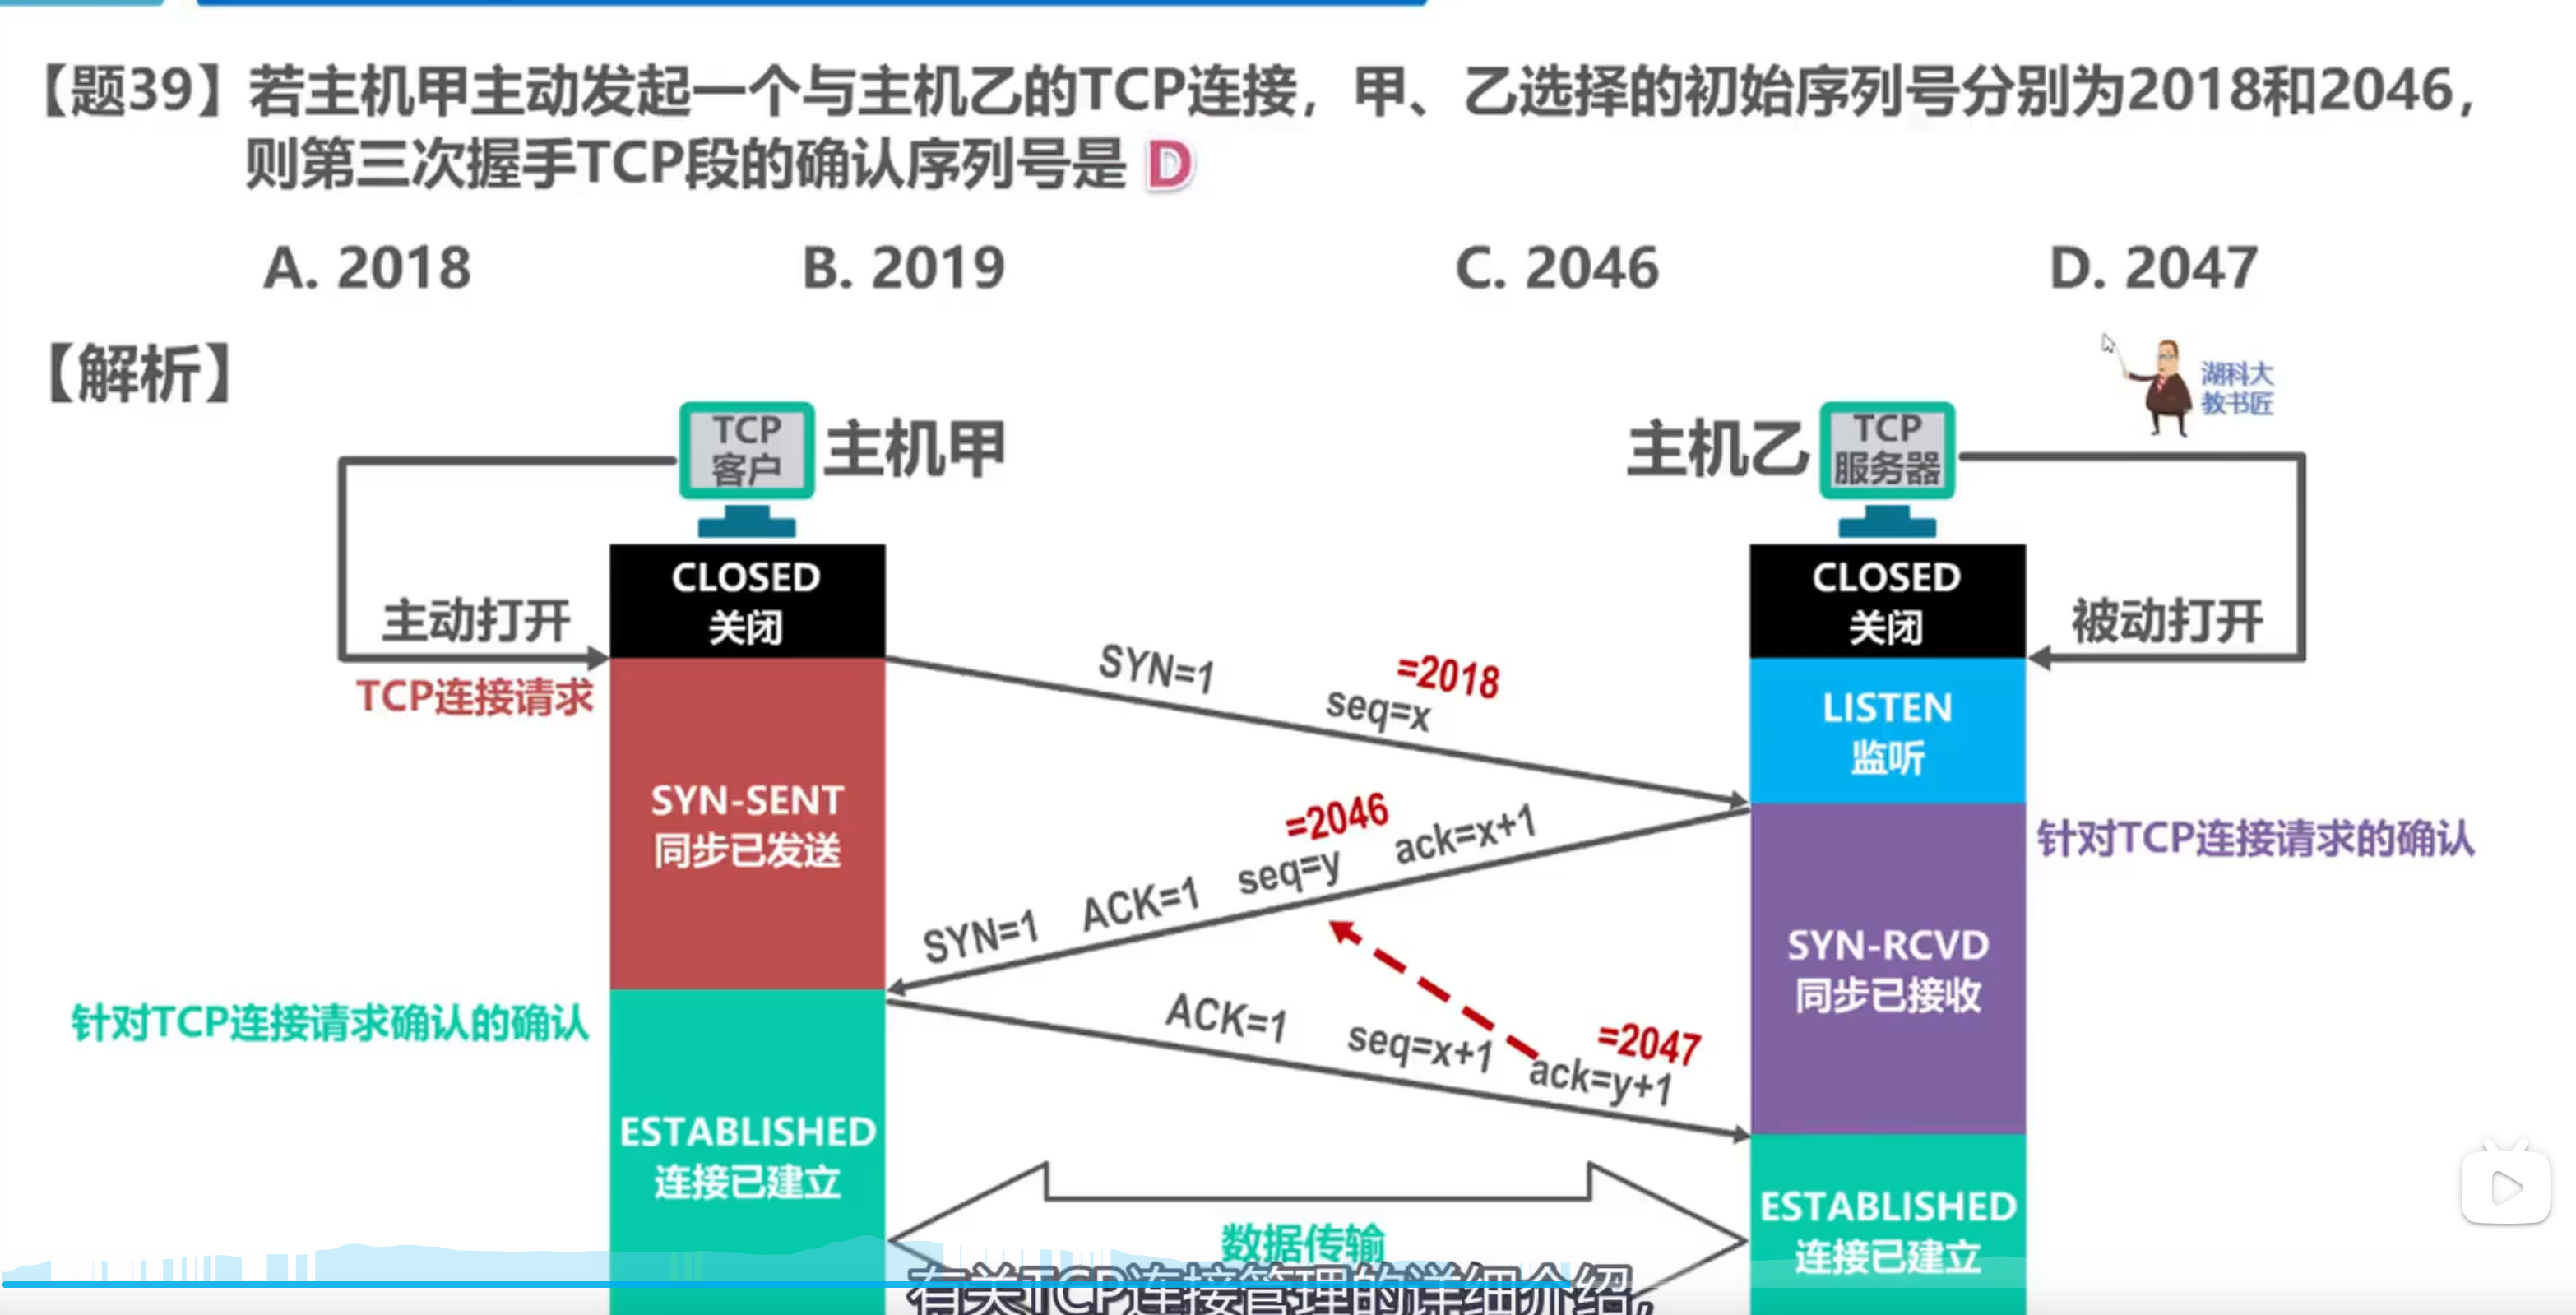 【题39】若主机甲主动发起一个与主机乙的TCP连接，甲、乙选择的初始序列号分别为2018和2046，
则第三次握手TCP段的确认序列号是 D
A. 2018 B. 2019 C. 2046 D. 2047
【解析】
湖科大
教书匠
TCP
客户
主机甲
主机乙
TCP
服务器
CLOSED
关闭
CLOSED
关闭
主动打开
被动打开
TCP连接请求
SYN=1 seq=x =2018
LISTEN
监听
SYN-SENT
同步已发送
=2046
SYN=1 ACK=1 seq=y ack=x+1
针对TCP连接请求的确认
SYN-RCVD
同步已接收
针对TCP连接请求确认的确认
=2047
ACK=1 seq=x+1 ack=y+1
ESTABLISHED
连接已建立
ESTABLISHED
连接已建立
数据传输
有关TCP连接管理的详细介绍，